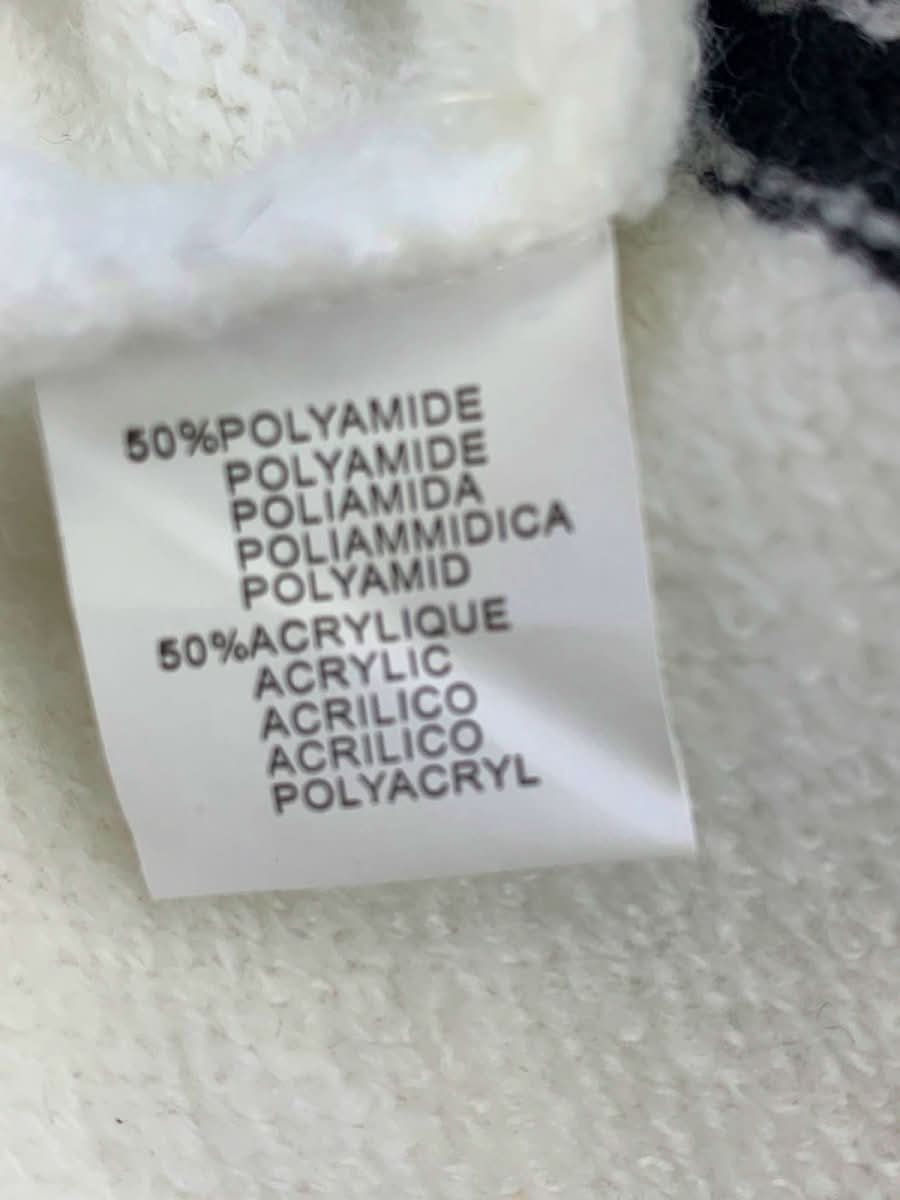 50%POLYAMIDE
POLYAMIDE
POLIAMIDA
POLIAMMIDICA
POLYAMID
50%ACRYLIQUE
ACRYLIC
ACRILICO
ACRILICO
POLYACRYL